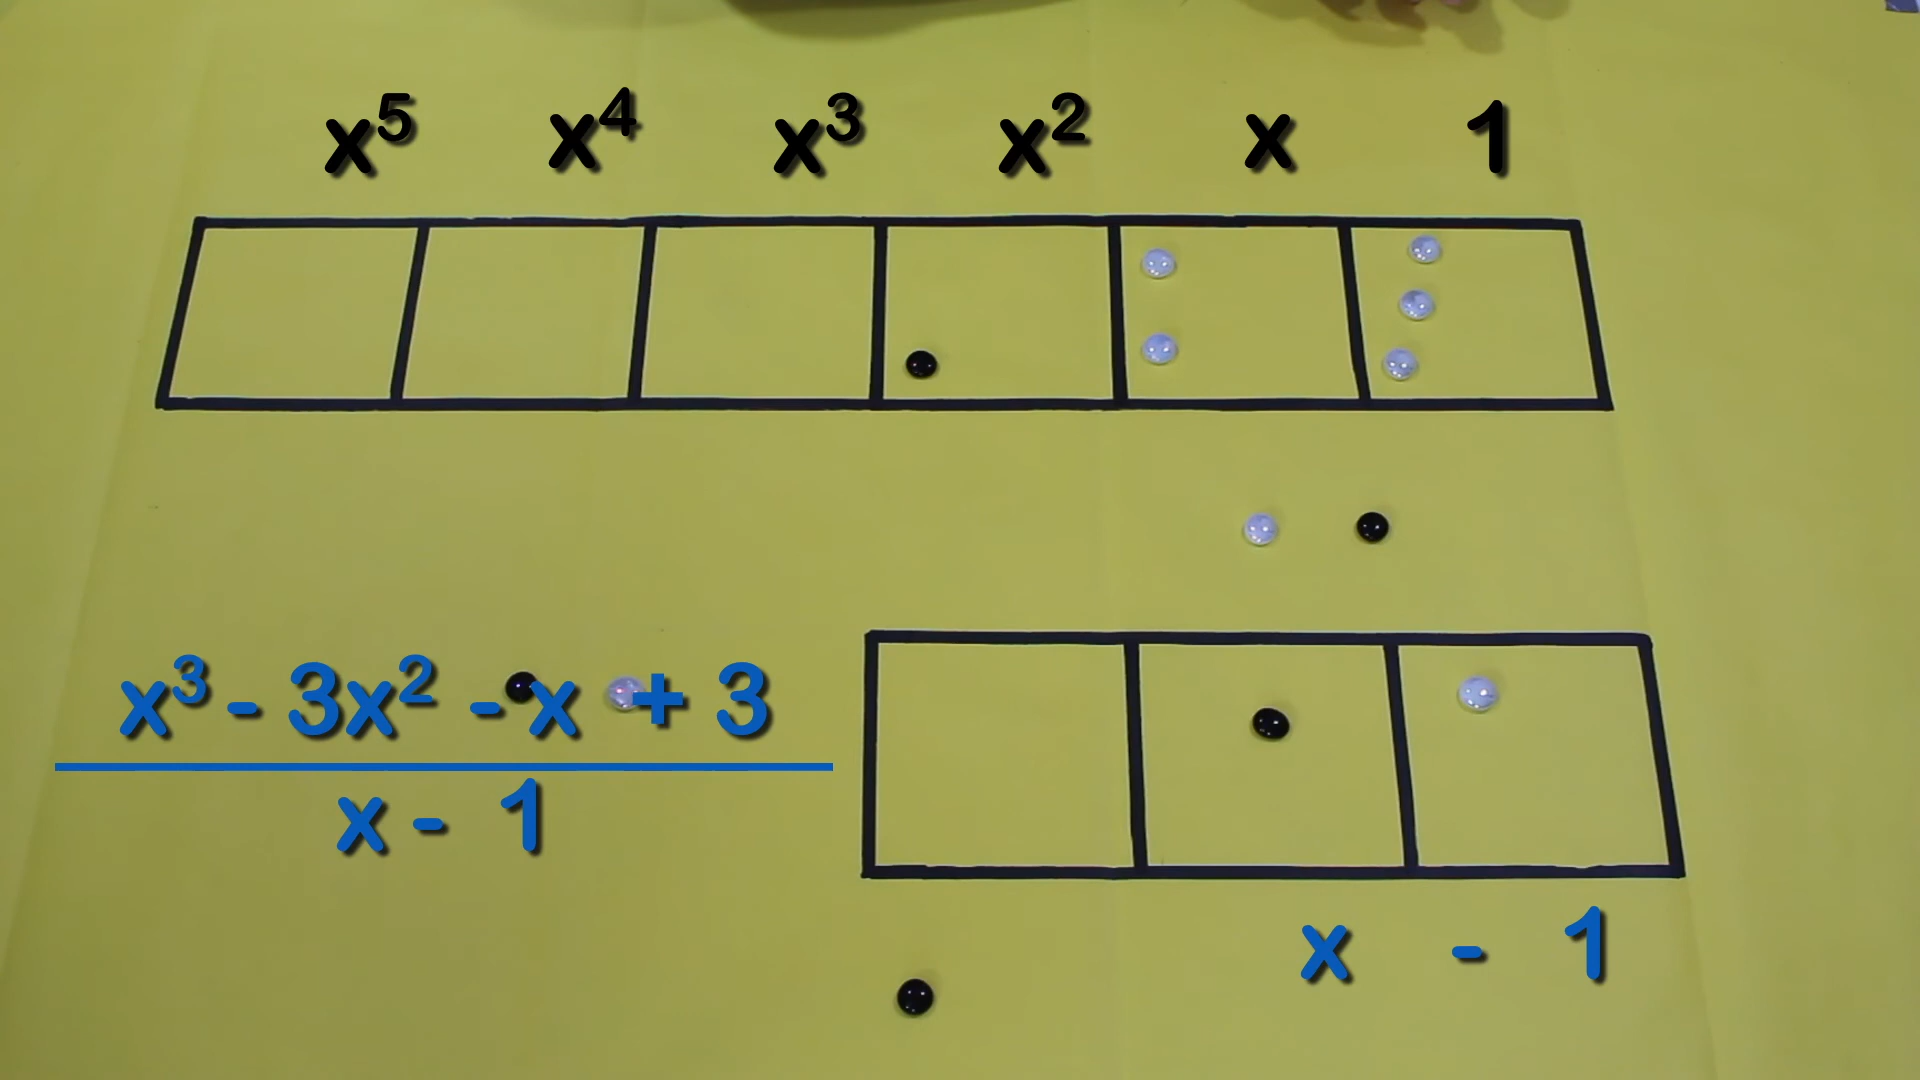 x⁵ x⁴ x³ x² x 1
x³ - 3x² - x + 3
x - 1
x - 1